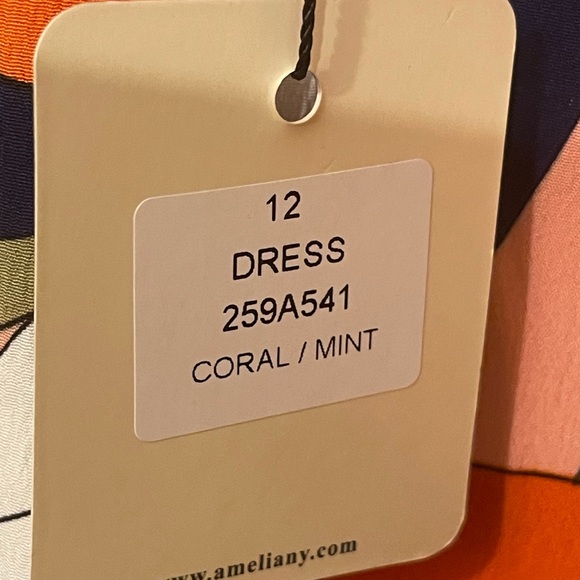 12
DRESS
259A541
CORAL / MINT
www.ameliany.com